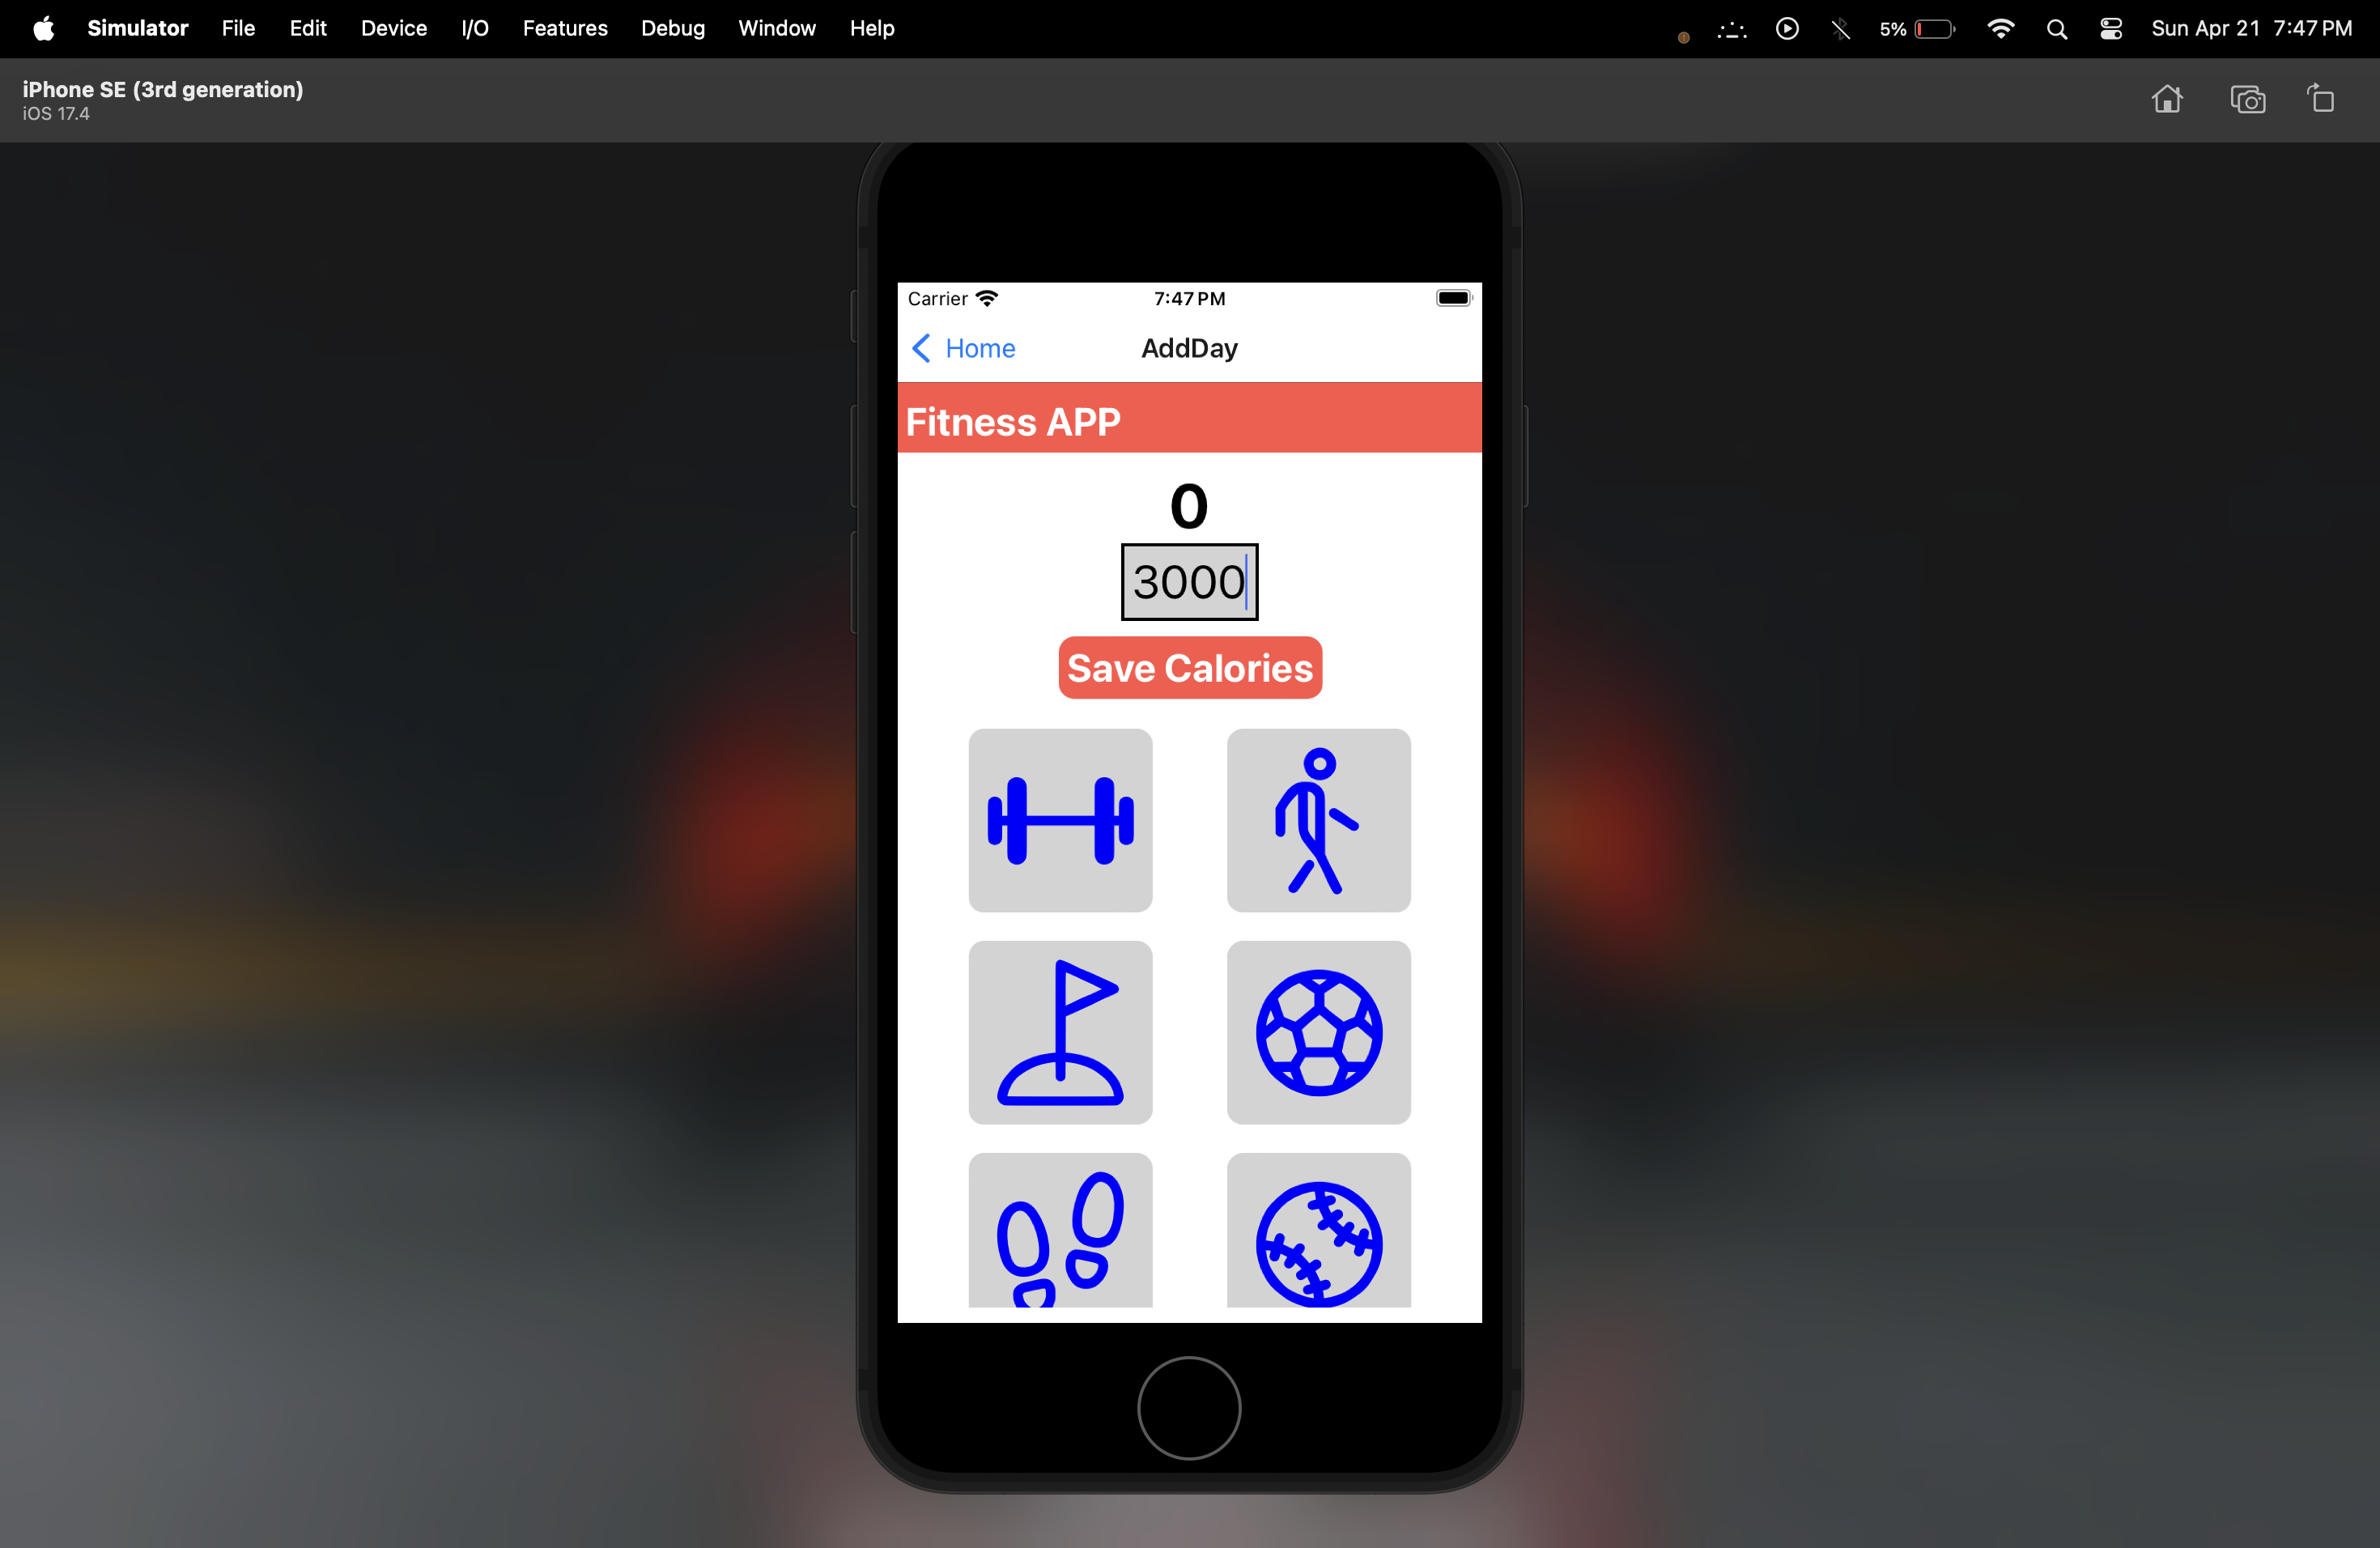 Simulator File Edit Device I/O Features Debug Window Help 5% Sun Apr 21 7:47 PM
iPhone SE (3rd generation)
iOS 17.4
Carrier 7:47 PM
Home AddDay
Fitness APP
0
3000
Save Calories